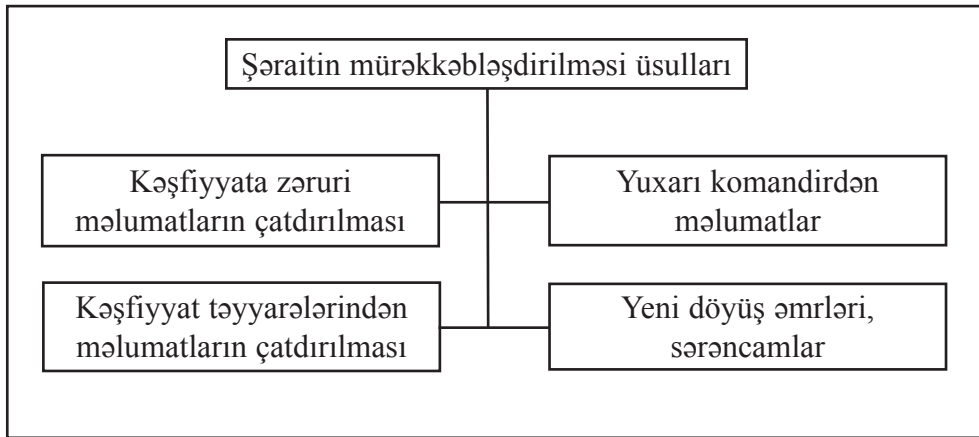 Şəraitin mürəkkəbləşdirilməsi üsulları
Kəşfiyyata zəruri
məlumatların çatdırılması
Yuxarı komandirdən
məlumatlar
Kəşfiyyat təyyarələrindən
məlumatların çatdırılması
Yeni döyüş əmrləri,
sərəncamlar